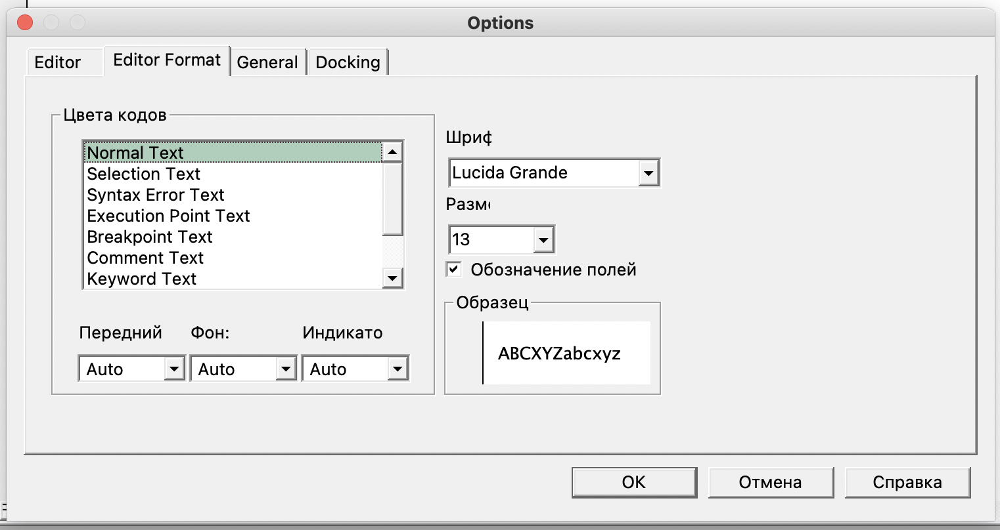 Options
Editor
Editor Format
General
Docking
Цвета кодов
Normal Text
Selection Text
Syntax Error Text
Execution Point Text
Breakpoint Text
Comment Text
Keyword Text
Передний
Фон:
Индикато
Auto
Auto
Auto
Шриф
Lucida Grande
Разме
13
Обозначение полей
Образец
ABCXYZabcxyz
OK
Отмена
Справка